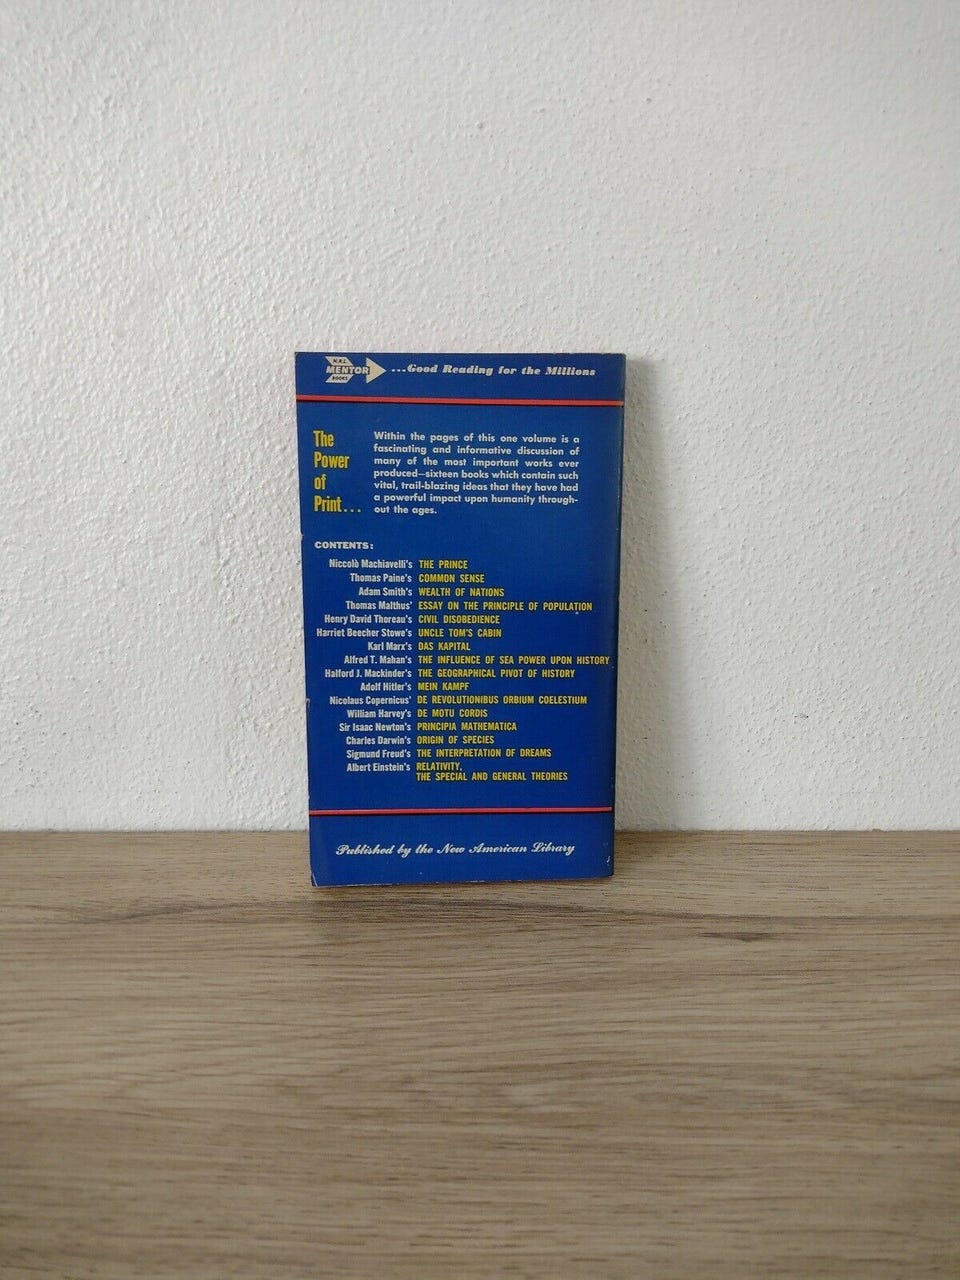 N.A.L.
MENTOR
BOOKS
...Good Reading for the Millions
The
Power
of
Print...
Within the pages of this one volume is a
fascinating and informative discussion of
many of the most important works ever
produced—sixteen books which contain such
vital, trail-blazing ideas that they have had
a powerful impact upon humanity through-
out the ages.
CONTENTS:
Niccolò Machiavelli's THE PRINCE
Thomas Paine's COMMON SENSE
Adam Smith's WEALTH OF NATIONS
Thomas Malthus' ESSAY ON THE PRINCIPLE OF POPULATION
Henry David Thoreau's CIVIL DISOBEDIENCE
Harriet Beecher Stowe's UNCLE TOM'S CABIN
Karl Marx's DAS KAPITAL
Alfred T. Mahan's THE INFLUENCE OF SEA POWER UPON HISTORY
Halford J. Mackinder's THE GEOGRAPHICAL PIVOT OF HISTORY
Adolf Hitler's MEIN KAMPF
Nicolaus Copernicus' DE REVOLUTIONIBUS ORBIUM COELESTIUM
William Harvey's DE MOTU CORDIS
Sir Isaac Newton's PRINCIPIA MATHEMATICA
Charles Darwin's ORIGIN OF SPECIES
Sigmund Freud's THE INTERPRETATION OF DREAMS
Albert Einstein's RELATIVITY,
THE SPECIAL AND GENERAL THEORIES
Published by the New American Library